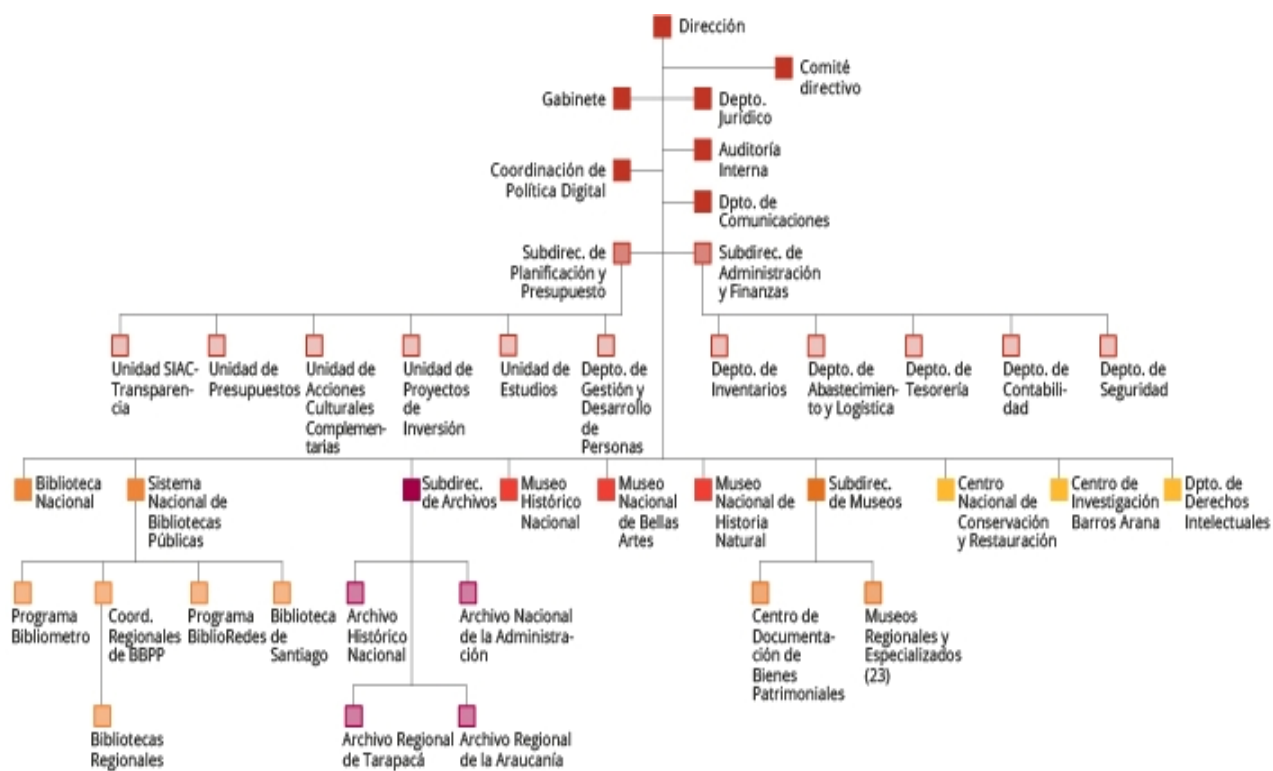 Dirección
Comité
directivo
Gabinete
Depto.
Jurídico
Auditoría
Interna
Coordinación de
Política Digital
Dpto. de
Comunicaciones
Subdirec. de
Planificación y
Presupuesto
Subdirec. de
Administración
y Finanzas
Unidad SIAC-
Transparen-
cia
Unidad de
Presupuestos
Unidad de
Acciones
Culturales
Complemen-
tarias
Unidad de
Proyectos
de
Inversión
Unidad de
Estudios
Depto. de
Gestión y
Desarrollo
de
Personas
Depto. de
Inventarios
Depto. de
Abastecimien-
to y Logística
Depto. de
Tesorería
Depto. de
Contabili-
dad
Depto. de
Seguridad
Biblioteca
Nacional
Sistema
Nacional de
Bibliotecas
Públicas
Subdirec.
de Archivos
Museo
Histórico
Nacional
Museo
Nacional
de Bellas
Artes
Museo
Nacional de
Historia
Natural
Subdirec.
de Museos
Centro
Nacional de
Conservación
y Restauración
Centro de
Investigación
Barros Arana
Dpto. de
Derechos
Intelectuales
Programa
Bibliometro
Coord.
Regionales
de BBPP
Programa
BiblioRedes
Biblioteca
de
Santiago
Archivo
Histórico
Nacional
Archivo Nacional
de la Administra-
ción
Centro de
Documenta-
ción de
Bienes
Patrimoniales
Museos
Regionales y
Especializados
(23)
Bibliotecas
Regionales
Archivo Regional
de Tarapacá
Archivo Regional
de la Araucanía